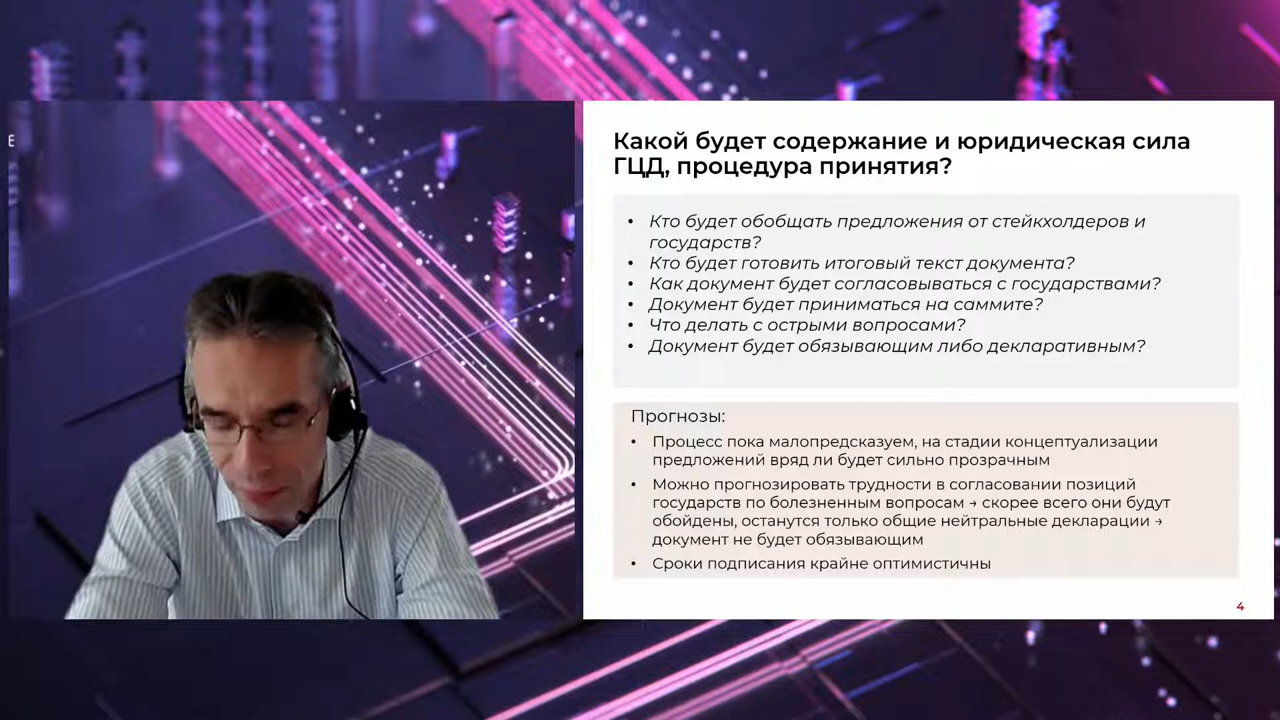 Е
Какой будет содержание и юридическая сила
ГЦД, процедура принятия?
• Кто будет обобщать предложения от стейкхолдеров и
государств?
• Кто будет готовить итоговый текст документа?
• Как документ будет согласовываться с государствами?
• Документ будет приниматься на саммите?
• Что делать с острыми вопросами?
• Документ будет обязывающим либо декларативным?
Прогнозы:
• Процесс пока малопредсказуем, на стадии концептуализации
предложений вряд ли будет сильно прозрачным
• Можно прогнозировать трудности в согласовании позиций
государств по болезненным вопросам → скорее всего они будут
обойдены, останутся только общие нейтральные декларации →
документ не будет обязывающим
• Сроки подписания крайне оптимистичны
4